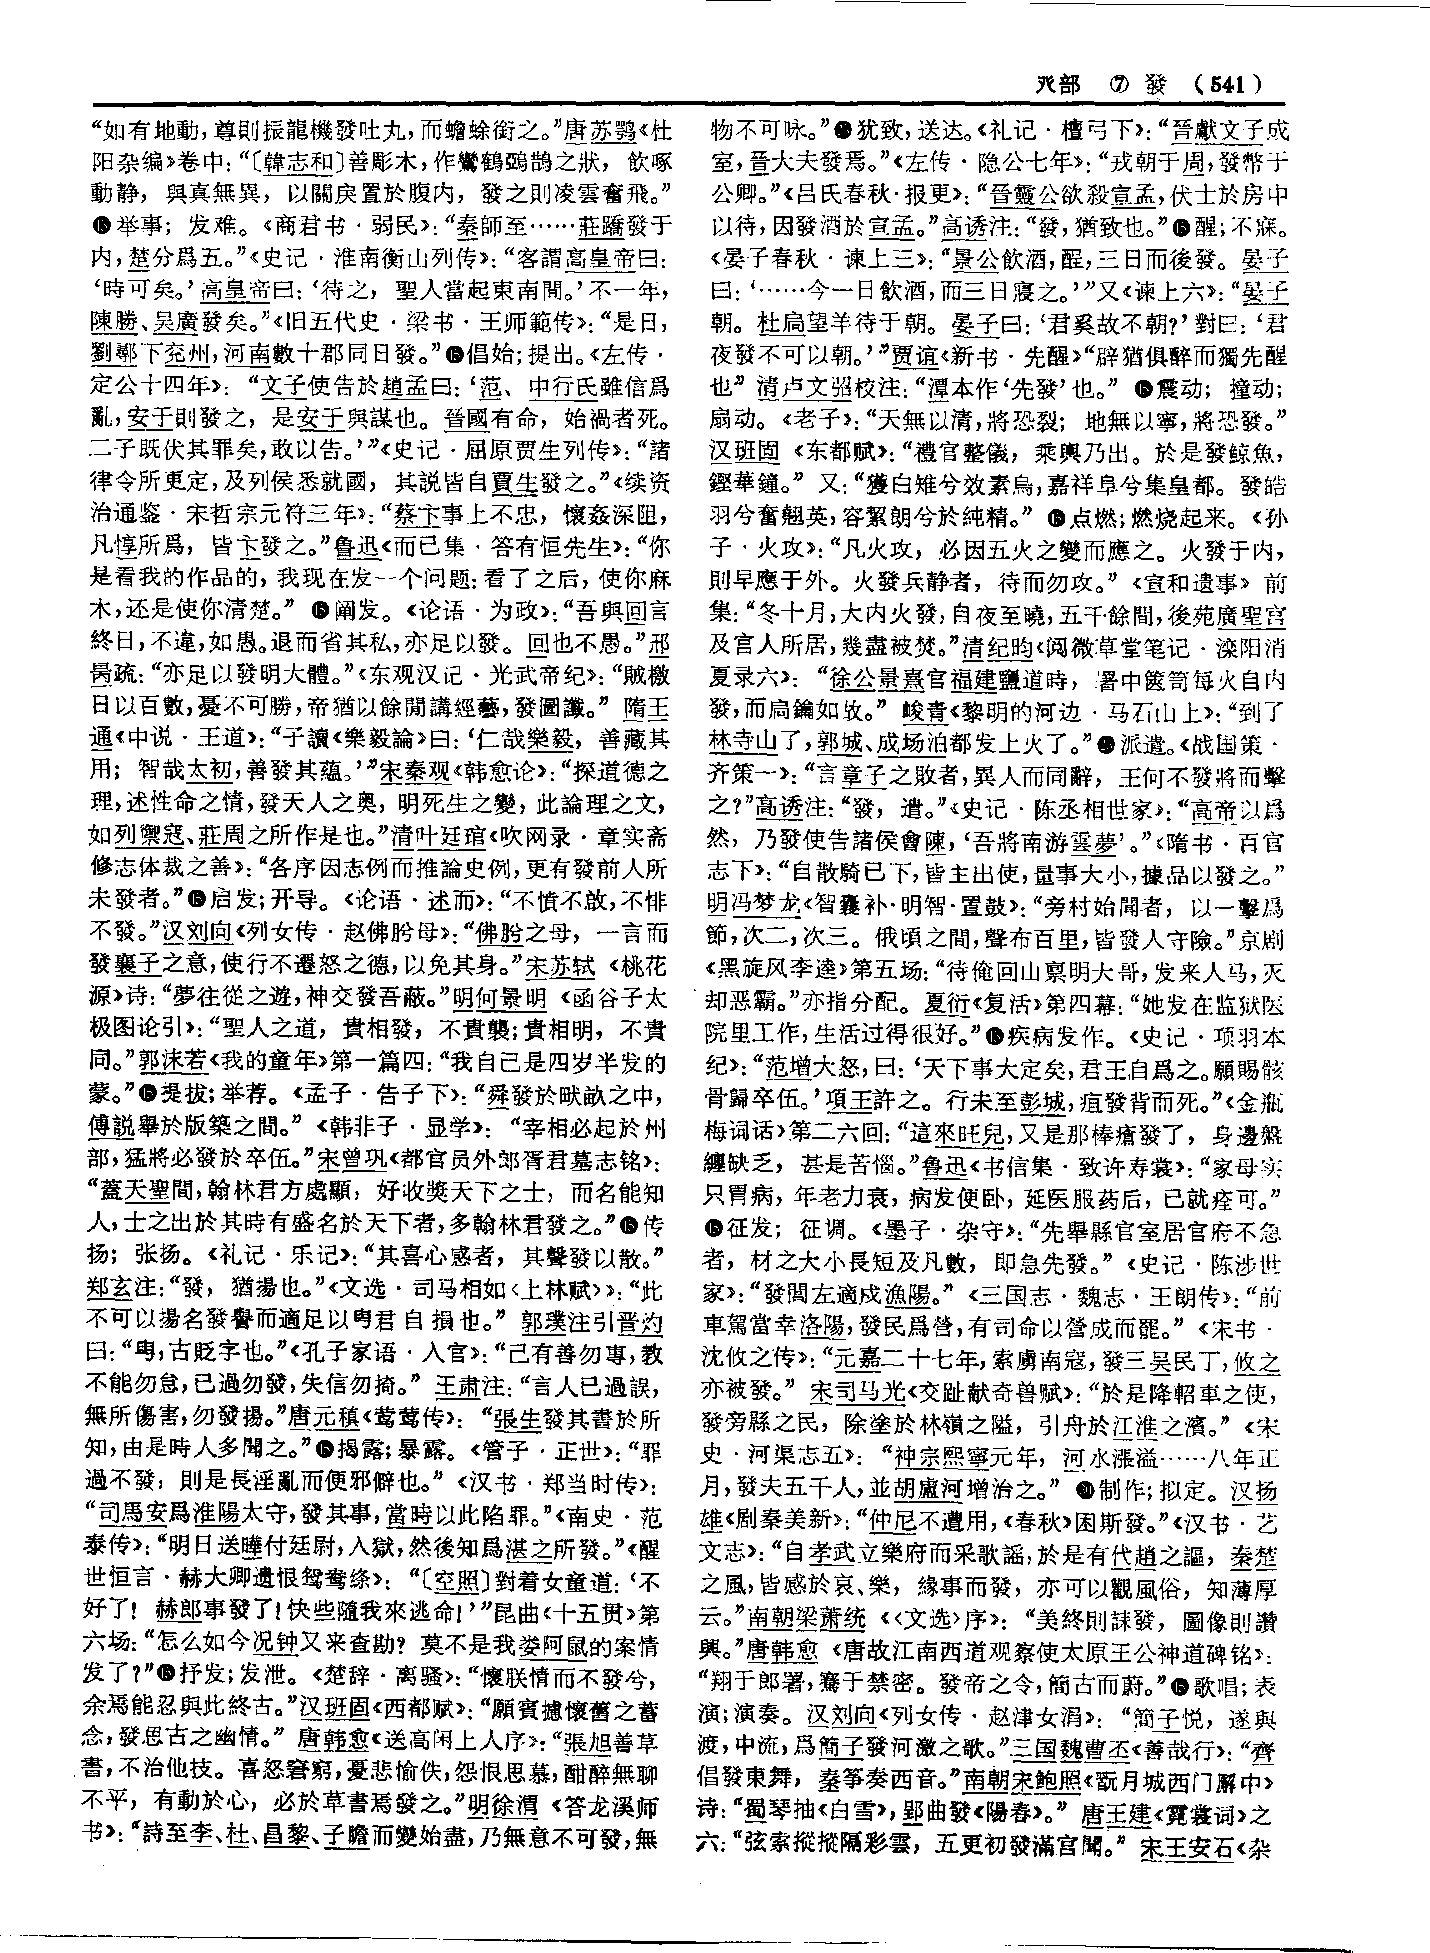 癶部 ⑦ 發 (541)
“如有地動，尊則振龍機發吐丸，而蟾蜍銜之。”唐苏鹗《杜
阳杂编》卷中：“〔韓志和〕善彫木，作鸞鶴鴉鵲之狀，飲啄
動静，與真無異，以關戾置於腹内，發之則凌雲奮飛。”
举事；发难。《商君书·弱民》：“秦師至……莊蹻發于
内，楚分爲五。”《史记·淮南衡山列传》：“客謂高皇帝曰：
‘時可矣。’高皇帝曰：‘待之，聖人當起東南間。’不一年，
陳勝、吴廣發矣。”《旧五代史·梁书·王师範传》：“是日，
劉鄩下兖州，河南數十郡同日發。”倡始；提出。《左传·
定公十四年》：“文子使告於趙孟曰：‘范、中行氏雖信爲
亂，安于則發之，是安于與謀也。晉國有命，始禍者死。
二子既伏其罪矣，敢以告。’”《史记·屈原贾生列传》：“諸
律令所更定，及列侯悉就國，其説皆自賈生發之。”《续资
治通鉴·宋哲宗元符三年》：“蔡卞事上不忠，懷姦深阻，
凡惇所爲，皆卞發之。”鲁迅《而已集·答有恒先生》：“你
是看我的作品的，我现在发一个问题：看了之后，使你麻
木，还是使你清楚。”阐发。《论语·为政》：“吾與回言
終日，不違，如愚。退而省其私，亦足以發。回也不愚。”邢
昺疏：“亦足以發明大體。”《东观汉记·光武帝纪》：“賊檄
日以百數，憂不可勝，帝猶以餘閒講經藝，發圖讖。”隋王
通《中说·王道》：“子讀《樂毅論》曰：‘仁哉樂毅，善藏其
用；智哉太初，善發其蕴。’”宋秦观《韩愈论》：“探道德之
理，述性命之情，發天人之奥，明死生之變，此論理之文，
如列禦寇、莊周之所作是也。”清叶廷琯《吹网录·章实斋
修志体裁之善》：“各序因志例而推論史例，更有發前人所
未發者。”启发；开导。《论语·述而》：“不憤不啟，不悱
不發。”汉刘向《列女传·赵佛肸母》：“佛肸之母，一言而
發襄子之意，使行不遷怒之德，以免其身。”宋苏轼《桃花
源》诗：“夢往從之遊，神交發吾蔽。”明何景明《函谷子太
极图论引》：“聖人之道，貴相發，不貴襲；貴相明，不貴
同。”郭沫若《我的童年》第一篇四：“我自己是四岁半发的
蒙。”提拔；举荐。《孟子·告子下》：“舜發於畎畝之中，
傅説舉於版築之間。”《韩非子·显学》：“宰相必起於州
部，猛將必發於卒伍。”宋曾巩《都官员外郎胥君墓志铭》：
“蓋天聖間，翰林君方處顯，好收獎天下之士，而名能知
人，士之出於其時有盛名於天下者，多翰林君發之。”传
扬；张扬。《礼记·乐记》：“其喜心感者，其聲發以散。”
郑玄注：“發，猶揚也。”《文选·司马相如〈上林赋〉》：“此
不可以揚名發譽而適足以𢌿君自損也。”郭璞注引晋灼
曰：“𢌿，古貶字也。”《孔子家语·入官》：“己有善勿專，教
不能勿怠，已過勿發，失信勿掎。”王肃注：“言人已過誤，
無所傷害，勿發揚。”唐元稹《莺莺传》：“張生發其書於所
知，由是時人多聞之。”揭露；暴露。《管子·正世》：“罪
過不發，則是長淫亂而便邪僻也。”《汉书·郑当时传》：
“司馬安爲淮陽太守，發其事，當時以此陷罪。”《南史·范
泰传》：“明日送曄付廷尉，入獄，然後知爲湛之所發。”《醒
世恒言·赫大卿遗恨鸳鸯绦》：“〔空照〕對着女童道：‘不
好了！赫郎事發了！快些隨我來逃命！’”昆曲《十五贯》第
六场：“怎么如今况钟又来查勘？莫不是我娄阿鼠的案情
发了？”抒发；发泄。《楚辞·离骚》：“懷朕情而不發兮，
余焉能忍與此終古。”汉班固《西都赋》：“願賓攄懷舊之蓄
念，發思古之幽情。”唐韩愈《送高闲上人序》：“張旭善草
書，不治他技。喜怒窘窮，憂悲愉佚，怨恨思慕，酣醉無聊
不平，有動於心，必於草書焉發之。”明徐渭《答龙溪师
书》：“詩至李、杜、昌黎、子瞻而變始盡，乃無意不可發，無
物不可咏。”犹致，送达。《礼记·檀弓下》：“晉獻文子成
室，晉大夫發焉。”《左传·隐公七年》：“戎朝于周，發幣于
公卿。”《吕氏春秋·报更》：“晉靈公欲殺宣孟，伏士於房中
以待，因發酒於宣孟。”高诱注：“發，猶致也。”醒；不寐。
《晏子春秋·谏上三》：“景公飲酒，酲，三日而後發。晏子
曰：‘……今一日飲酒，而三日寢之。’”又《谏上六》：“晏子
朝。杜扃望羊待于朝。晏子曰：‘君奚故不朝？’對曰：‘君
夜發不可以朝。’”贾谊《新书·先醒》“辟猶俱醉而獨先醒
也”清卢文弨校注：“潭本作‘先發’也。”震动；撞动；
扇动。《老子》：“天無以清，將恐裂；地無以寧，將恐發。”
汉班固《东都赋》：“禮官整儀，乘輿乃出。於是發鲸魚，
鏗華鐘。”又：“獲白雉兮效素烏，嘉祥阜兮集皇都。發皓
羽兮奮翹英，容絜朗兮於純精。”点燃；燃烧起来。《孙
子·火攻》：“凡火攻，必因五火之變而應之。火發于内，
則早應于外。火發兵静者，待而勿攻。”《宣和遗事》前
集：“冬十月，大内火發，自夜至曉，五千餘間，後苑廣聖宫
及宫人所居，幾盡被焚。”清纪昀《阅微草堂笔记·滦阳消
夏录六》：“徐公景熹官福建鹽道時，署中篋笥每火自内
發，而扃鑰如故。”峻青《黎明的河边·马石山上》：“到了
林寺山了，郭城、成场泊都发上火了。”派遣。《战国策·
齐策一》：“言章子之敗者，異人而同辭，王何不發將而擊
之？”高诱注：“發，遣。”《史记·陈丞相世家》：“高帝以爲
然，乃發使告諸侯會陳，‘吾將南游雲夢’。”《隋书·百官
志下》：“自散騎已下，皆主出使，量事大小，據品以發之。”
明冯梦龙《智囊补·明智·置鼓》：“旁村始聞者，以一擊爲
節，次二，次三。俄頃之間，聲布百里，皆發人守險。”京剧
《黑旋风李逵》第五场：“待俺回山禀明大哥，发来人马，灭
却恶霸。”亦指分配。夏衍《复活》第四幕：“她发在监狱医
院里工作，生活过得很好。”疾病发作。《史记·项羽本
纪》：“范增大怒，曰：‘天下事大定矣，君王自爲之。願賜骸
骨歸卒伍。’項王許之。行未至彭城，疽發背而死。”《金瓶
梅词话》第二六回：“這來旺兒，又是那棒瘡發了，身邊盤
纏缺乏，甚是苦惱。”鲁迅《书信集·致许寿裳》：“家母实
只胃病，年老力衰，病发便卧，延医服药后，已就痊可。”
征发；征调。《墨子·杂守》：“先舉縣官室居官府不急
者，材之大小長短及凡數，即急先發。”《史记·陈涉世
家》：“發閭左適戍漁陽。”《三国志·魏志·王朗传》：“前
車駕當幸洛陽，發民爲營，有司命以營成而罷。”《宋书·
沈攸之传》：“元嘉二十七年，索虜南寇，發三吴民丁，攸之
亦被發。”宋司马光《交趾献奇兽赋》：“於是降軺車之使，
發旁縣之民，除塗於林嶺之隘，引舟於江淮之濱。”《宋
史·河渠志五》：“神宗熙寧元年，河水漲溢……八年正
月，發夫五千人，並胡盧河增治之。”制作；拟定。汉扬
雄《剧秦美新》：“仲尼不遭用，《春秋》困斯發。”《汉书·艺
文志》：“自孝武立樂府而采歌謡，於是有代趙之謳，秦楚
之風，皆感於哀、樂，緣事而發，亦可以觀風俗，知薄厚
云。”南朝梁萧统《〈文选〉序》：“美終則誄發，圖像則讚
興。”唐韩愈《唐故江南西道观察使太原王公神道碑铭》：
“翔于郎署，騫于禁密。發帝之令，簡古而蔚。”歌唱；表
演；演奏。汉刘向《列女传·赵津女涓》：“簡子悦，遂與
渡，中流，爲簡子發河激之歌。”三国魏曹丕《善哉行》：“齊
倡發東舞，秦筝奏西音。”南朝宋鲍照《玩月城西门廨中》
诗：“蜀琴抽《白雪》，郢曲發《陽春》。”唐王建《霓裳词》之
六：“弦索摐摐隔彩雲，五更初發滿宫聞。”宋王安石《杂